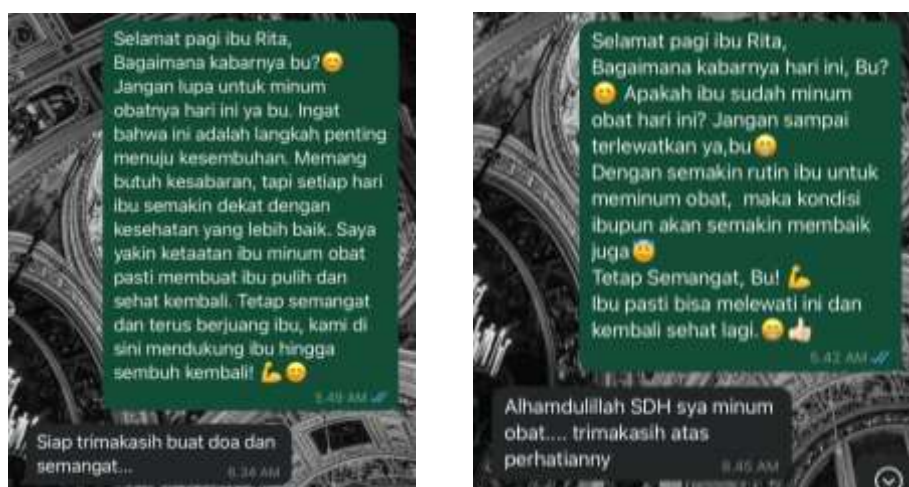 Selamat pagi ibu Rita,
Bagaimana kabarnya bu?😊
Jangan lupa untuk minum
obatnya hari ini ya bu. Ingat
bahwa ini adalah langkah penting
menuju kesembuhan. Memang
butuh kesabaran, tapi setiap hari
ibu semakin dekat dengan
kesehatan yang lebih baik. Saya
yakin ketaatan ibu minum obat
pasti membuat ibu pulih dan
sehat kembali. Tetap semangat
dan terus berjuang ibu, kami di
sini mendukung ibu hingga
sembuh kembali! 💪😊
5.49 AM
Siap trimakasih buat doa dan
semangat...
6.34 AM
Selamat pagi ibu Rita,
Bagaimana kabarnya hari ini, Bu?
😊 Apakah ibu sudah minum
obat hari ini? Jangan sampai
terlewatkan ya,bu😁
Dengan semakin rutin ibu untuk
meminum obat, maka kondisi
ibupun akan semakin membaik
juga😇
Tetap Semangat, Bu! 💪
Ibu pasti bisa melewati ini dan
kembali sehat lagi.😁👍🏻
5.42 AM
Alhamdulillah SDH sya minum
obat.... trimakasih atas
perhatianny